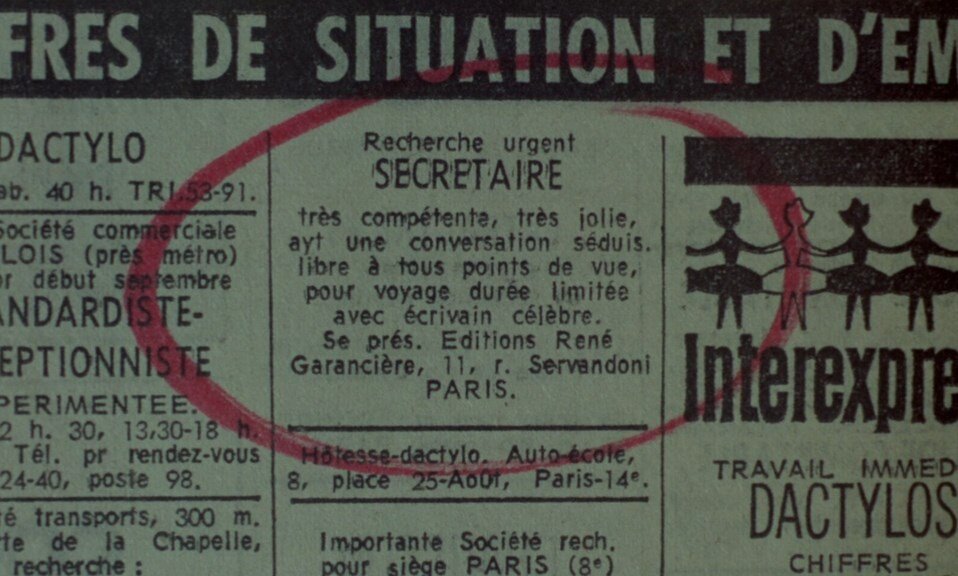 FRES DE SITUATION ET D'EM
DACTYLO
ab. 40 h. TRI.53-91.
Société commerciale
LOIS (près métro)
r début septembre
ANDARDISTE-
EPTIONNISTE
PERIMENTEE.
2 h. 30, 13,30-18 h.
Tél. pr rendez-vous
24-40, poste 98.
té transports, 300 m.
te de la Chapelle,
recherche :
Recherche urgent
SECRETAIRE
très compétente, très jolie,
ayt une conversation séduis.
libre à tous points de vue,
pour voyage durée limitée
avec écrivain célèbre.
Se prés. Editions René
Garancière, 11, r. Servandoni
PARIS.
Hôtesse-dactylo. Auto-école,
8, place 25-Août, Paris-14e.
Importante Société rech.
pour siège PARIS (8e)
Interexpre
TRAVAIL IMMED
DACTYLOS
CHIFFRES